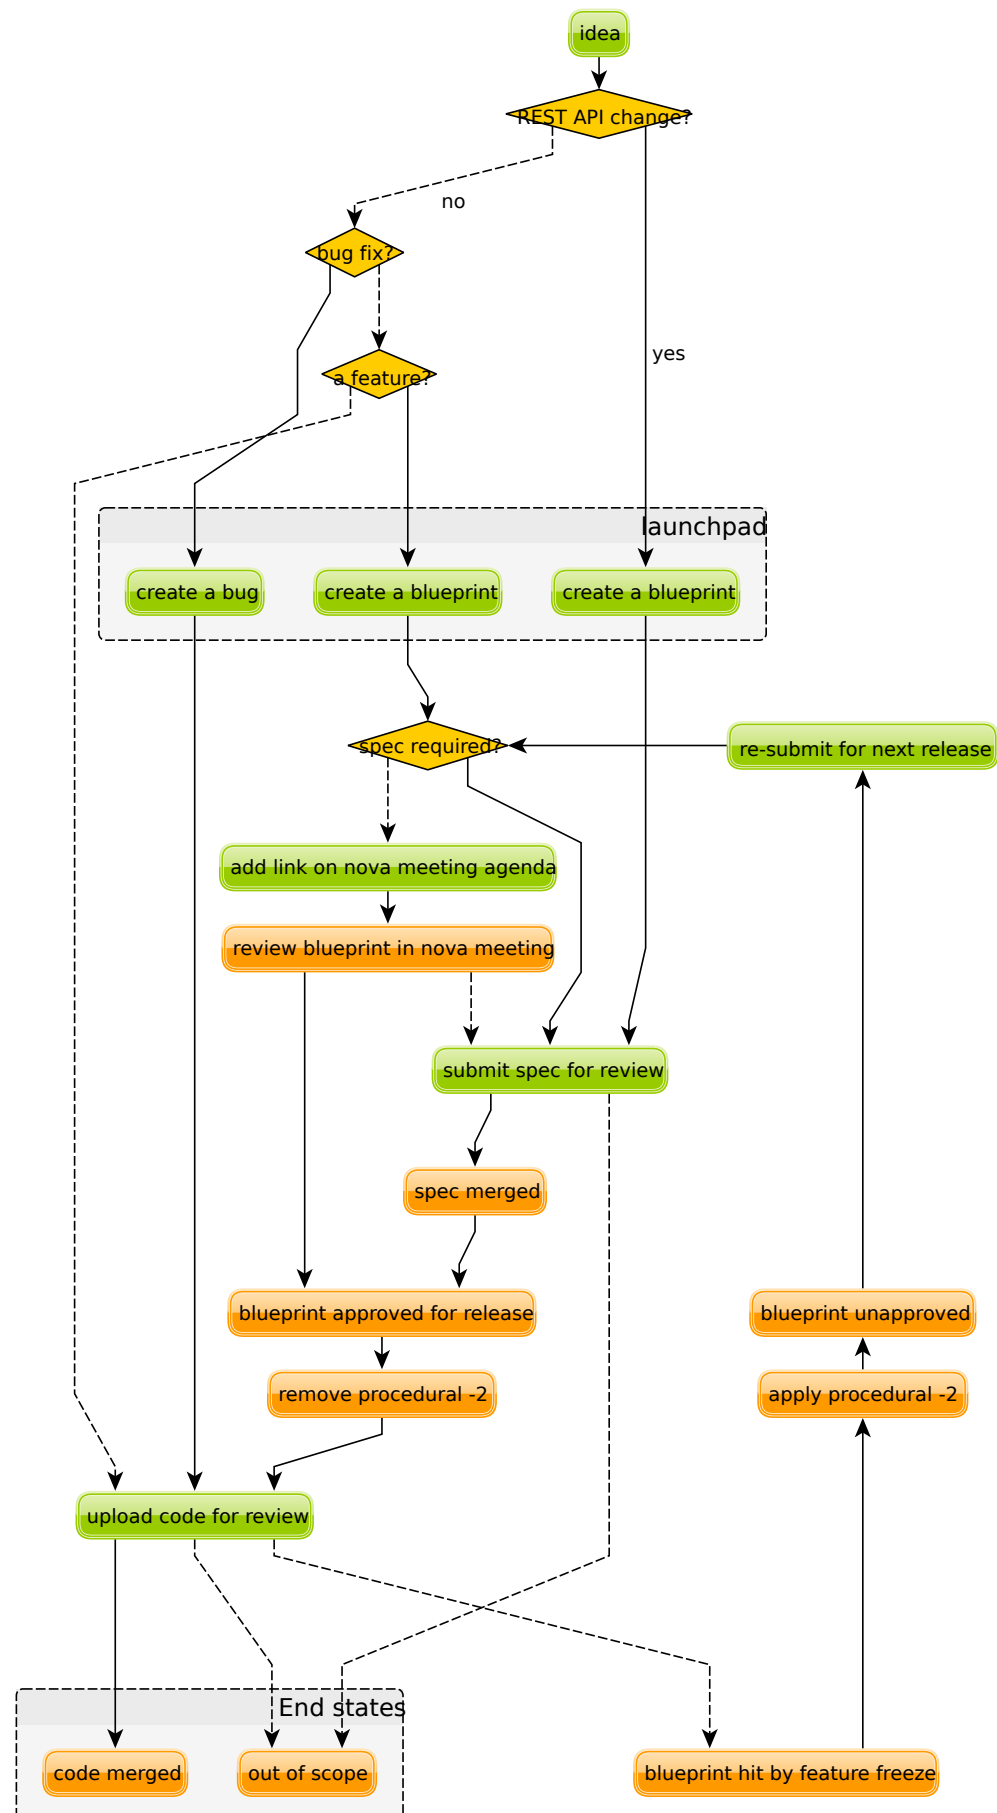 idea
REST API change?
no
bug fix?
yes
a feature?
launchpad
create a bug
create a blueprint
create a blueprint
spec required?
re-submit for next release
add link on nova meeting agenda
review blueprint in nova meeting
submit spec for review
spec merged
blueprint approved for release
blueprint unapproved
remove procedural -2
apply procedural -2
upload code for review
End states
code merged
out of scope
blueprint hit by feature freeze